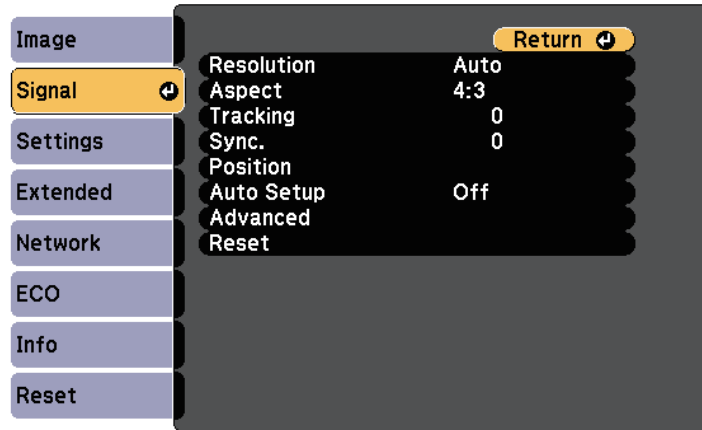 Image
Signal
Settings
Extended
Network
ECO
Info
Reset
Return
Resolution Auto
Aspect 4:3
Tracking 0
Sync. 0
Position
Auto Setup Off
Advanced
Reset